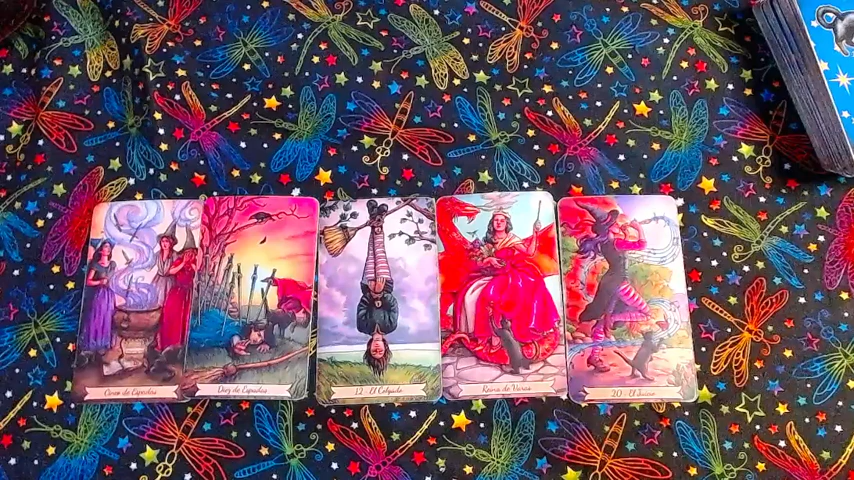 Cinco de Espadas
Diez de Espadas
12 - El Colgado
Reina de Varas
20 - El Juicio